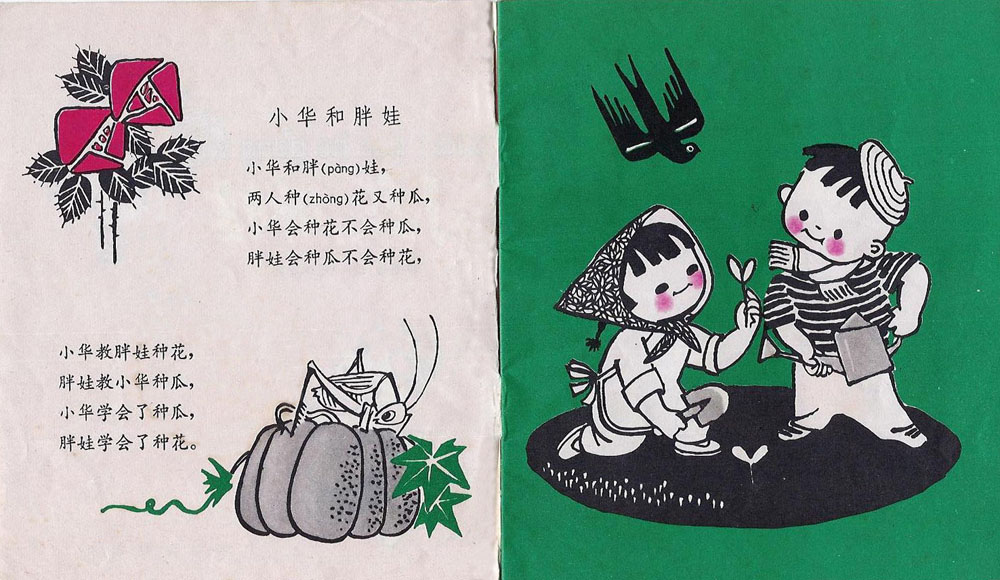 小华和胖娃
小华和胖(pàng)娃，
两人种(zhòng)花又种瓜，
小华会种花不会种瓜，
胖娃会种瓜不会种花，
小华教胖娃种花，
胖娃教小华种瓜，
小华学会了种瓜，
胖娃学会了种花。